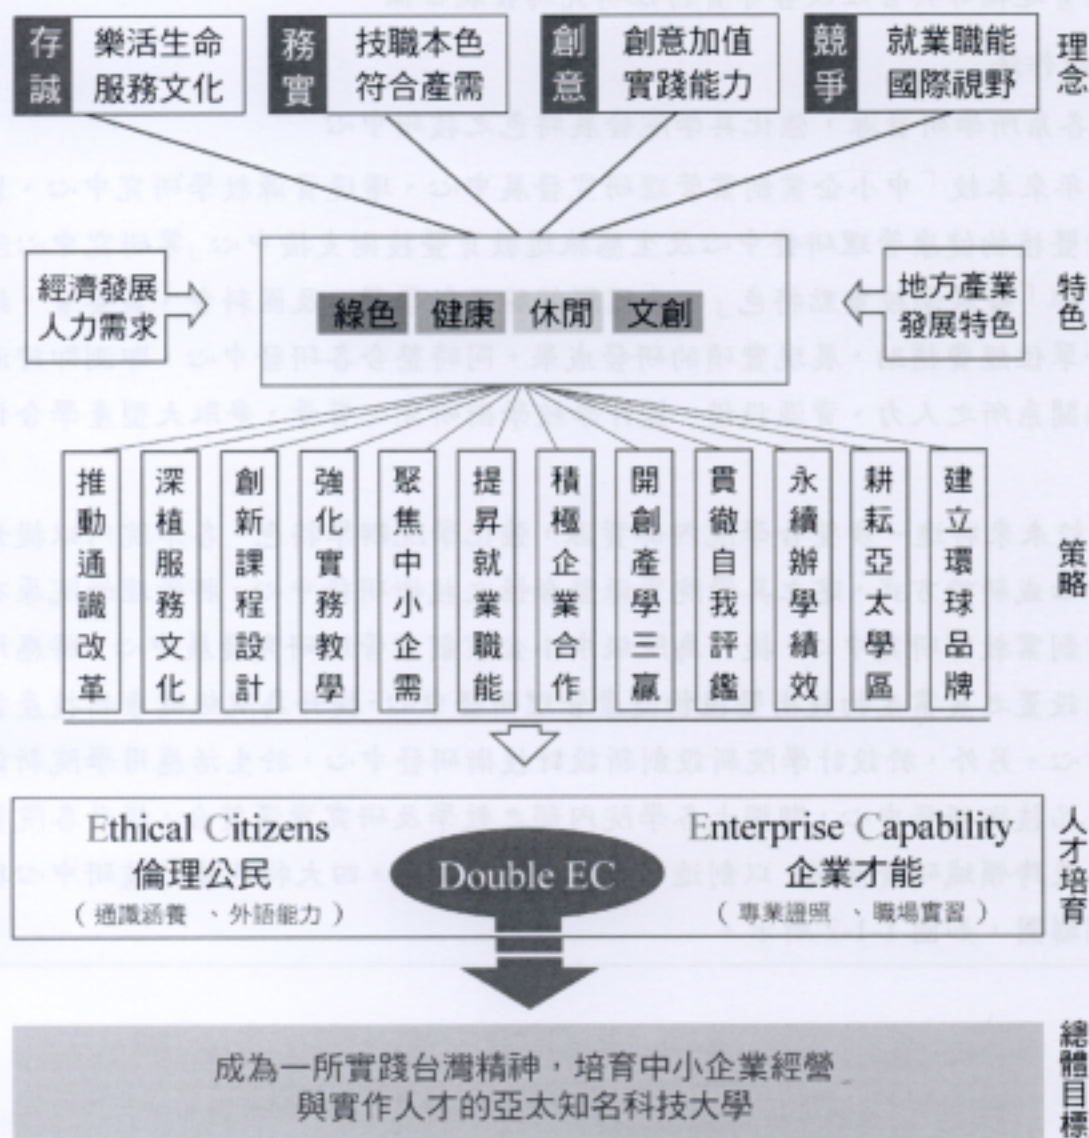 存誠
樂活生命
服務文化
務實
技職本色
符合產需
創意
創意加值
實踐能力
競爭
就業職能
國際視野
理念
經濟發展
人力需求
綠色 健康 休閒 文創
地方產業
發展特色
特色
推動通識改革
深植服務文化
創新課程設計
強化實務教學
聚焦中小企需
提昇就業職能
積極企業合作
開創產學三贏
貫徹自我評鑑
永續辦學績效
耕耘亞太學區
建立環球品牌
策略
Ethical Citizens
倫理公民
(通識涵養、外語能力)
Double EC
Enterprise Capability
企業才能
(專業證照、職場實習)
人才培育
成為一所實踐台灣精神,培育中小企業經營
與實作人才的亞太知名科技大學
總體目標